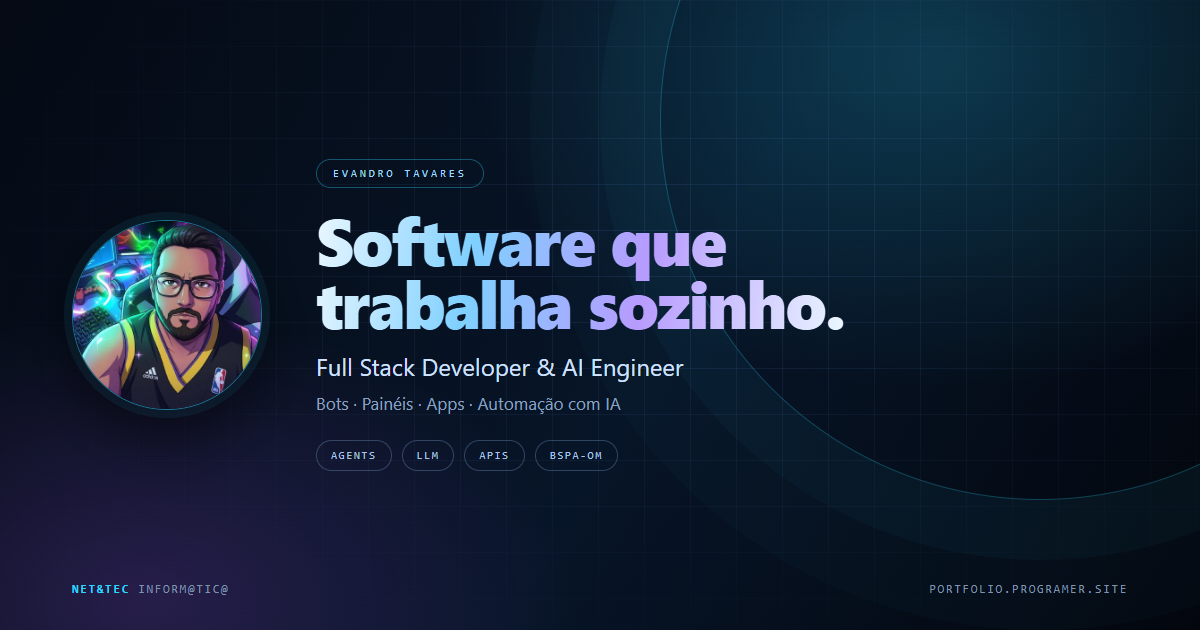 EVANDRO TAVARES
Software que
trabalha sozinho.
Full Stack Developer & AI Engineer
Bots · Painéis · Apps · Automação com IA
AGENTS LLM APIS BSPA-OM
NET&TEC INFORM@TIC@
PORTFOLIO.PROGRAMER.SITE